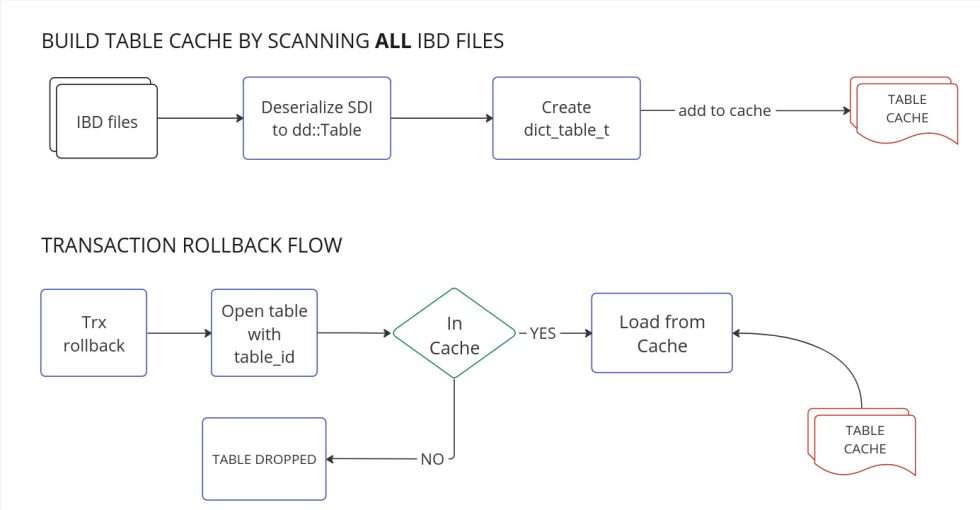 BUILD TABLE CACHE BY SCANNING ALL IBD FILES
IBD files
Deserialize SDI
to dd::Table
Create
dict_table_t
add to cache
TABLE
CACHE
TRANSACTION ROLLBACK FLOW
Trx
rollback
Open table
with
table_id
In
Cache
YES
Load from
Cache
TABLE
CACHE
NO
TABLE DROPPED